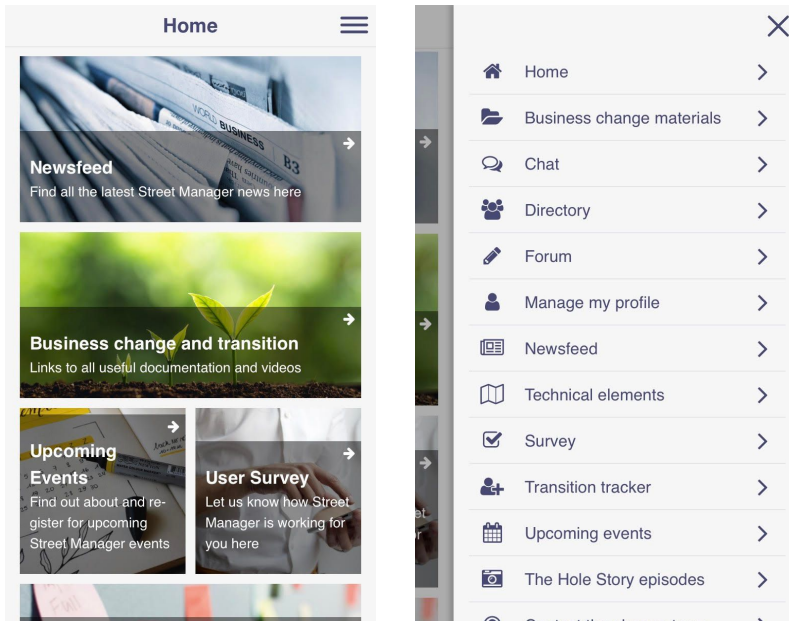 Home
WORLD BUSINESS
B3
Newsfeed
Find all the latest Street Manager news here
Business change and transition
Links to all useful documentation and videos
Upcoming
Events
Find out about and re-
gister for upcoming
Street Manager events
User Survey
Let us know how Street
Manager is working for
you here
Home
Business change materials
Chat
Directory
Forum
Manage my profile
Newsfeed
Technical elements
Survey
Transition tracker
Upcoming events
The Hole Story episodes